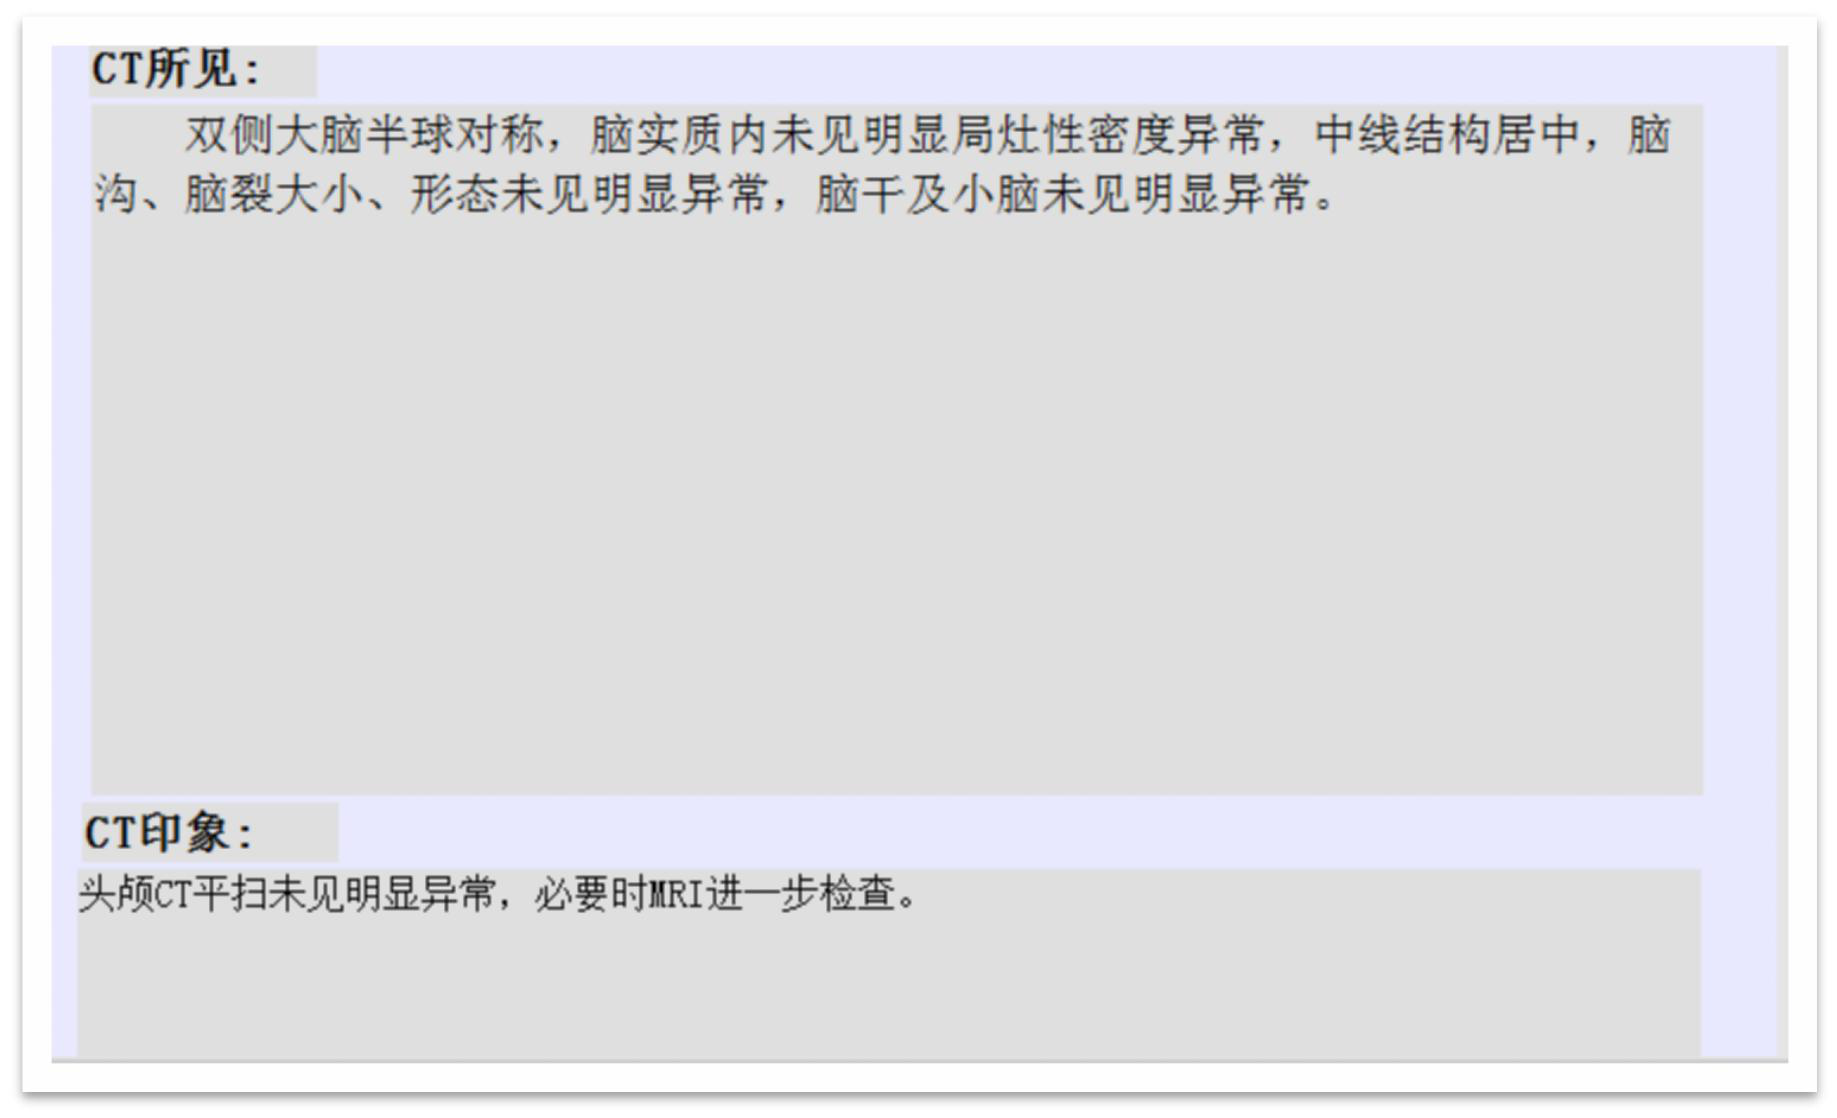 CT所见:
双侧大脑半球对称，脑实质内未见明显局灶性密度异常，中线结构居中，脑
沟、脑裂大小、形态未见明显异常，脑干及小脑未见明显异常。
CT印象:
头颅CT平扫未见明显异常，必要时MRI进一步检查。